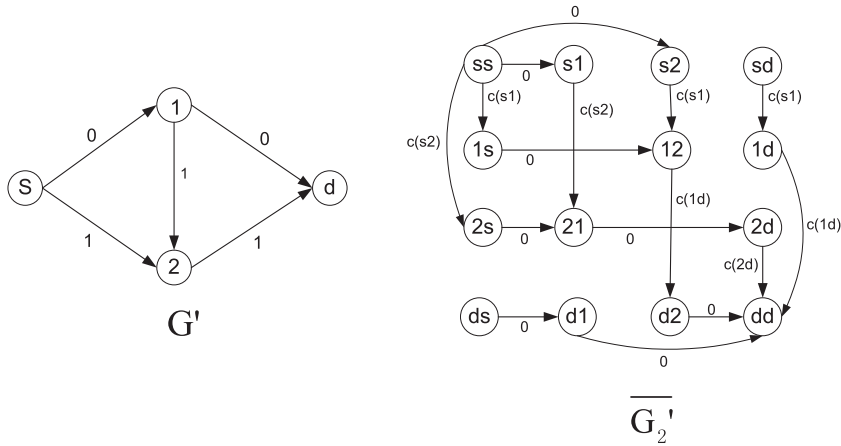 0
ss
0
s1
s2
sd
c(s1)
c(s2)
c(s1)
c(s1)
c(s2)
1s
0
12
1d
c(1d)
c(1d)
2s
0
21
0
2d
c(2d)
ds
0
d1
d2
0
dd
0
G₂'
0
1
0
1
S
d
1
2
1
G'